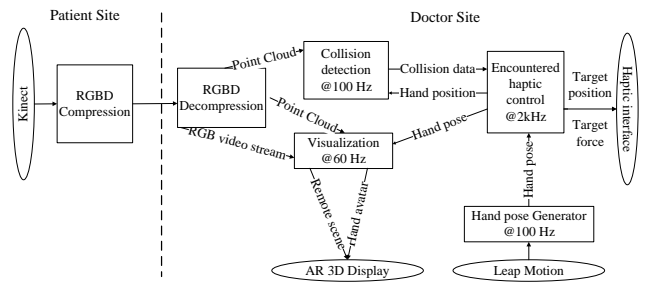 Patient Site
Doctor Site
Kinect
RGBD
Compression
RGBD
Decompression
Point Cloud
Point Cloud
RGB video stream
Collision
detection
@100 Hz
Collision data
Hand position
Encountered
haptic
control
@2kHz
Target
position
Target
force
Haptic interface
Hand pose
Visualization
@60 Hz
Hand pose
Remote scene
Hand avatar
Hand pose Generator
@100 Hz
AR 3D Display
Leap Motion